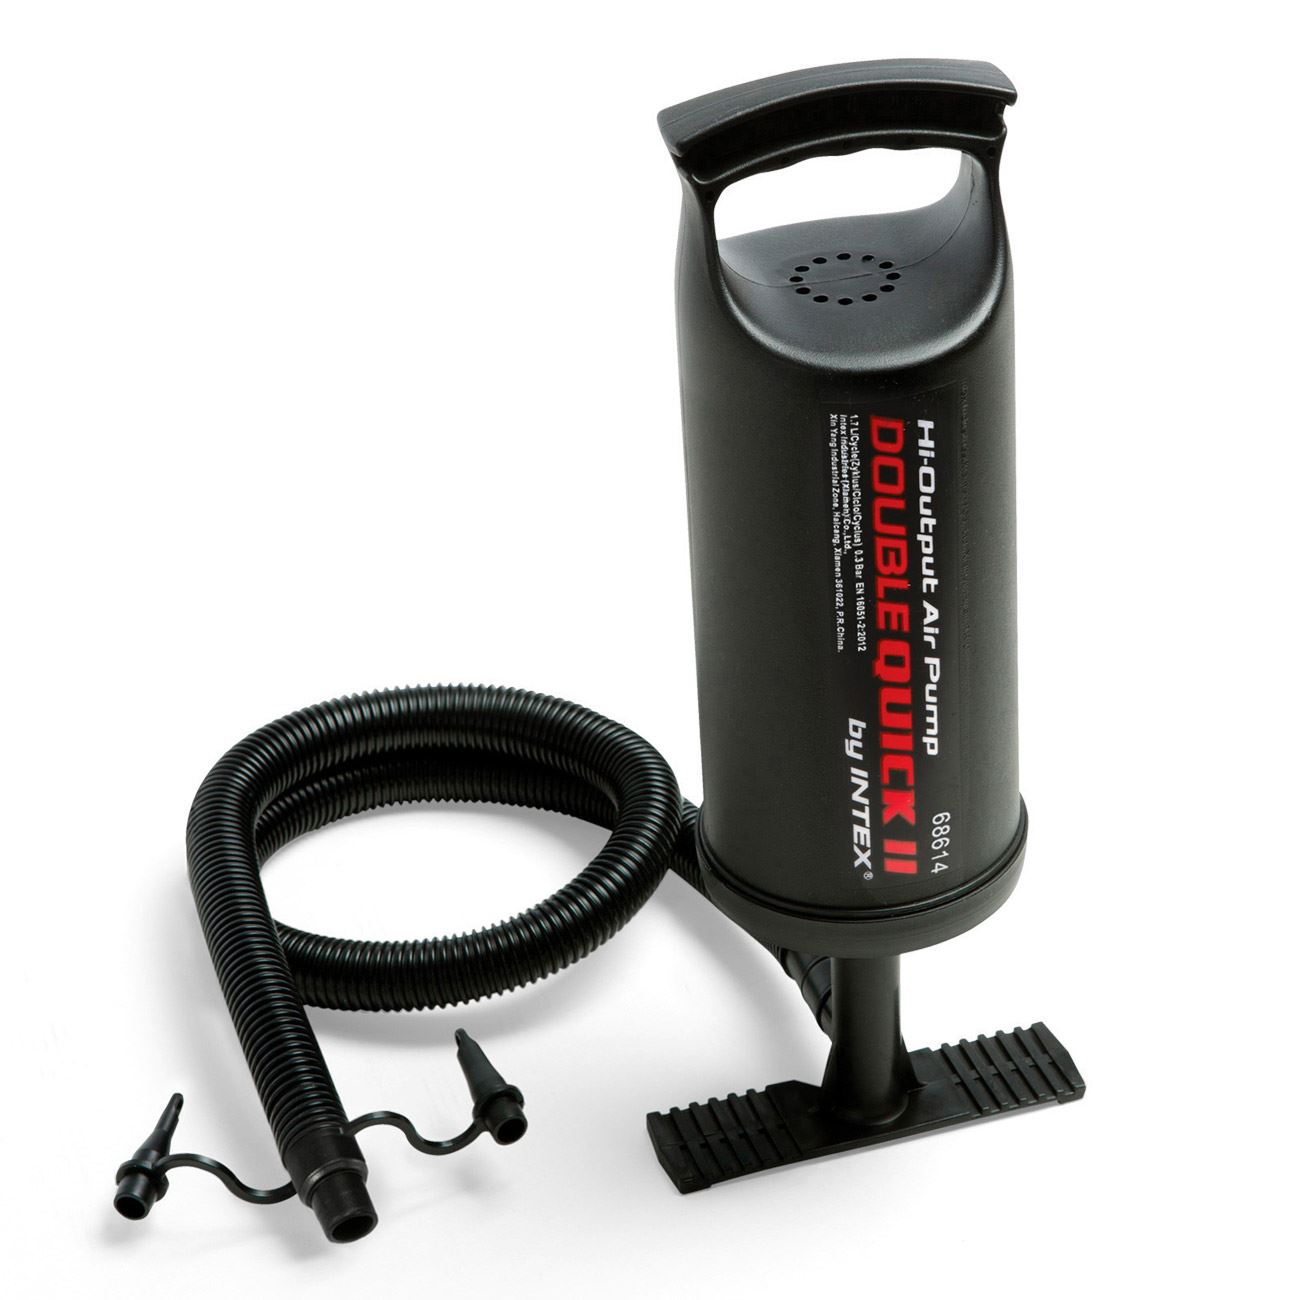 Hi-Output Air Pump
DOUBLE QUICK II
by INTEX®
1.7 L/Cycle(Zyklus/Ciclo/Cyclus) 0.3 Bar EN 16051-2:2012
Intex Industries (Xiamen) Co., Ltd.,
Xin Yang Industrial Zone, Haicang, Xiamen 361022, P.R.China.
68614